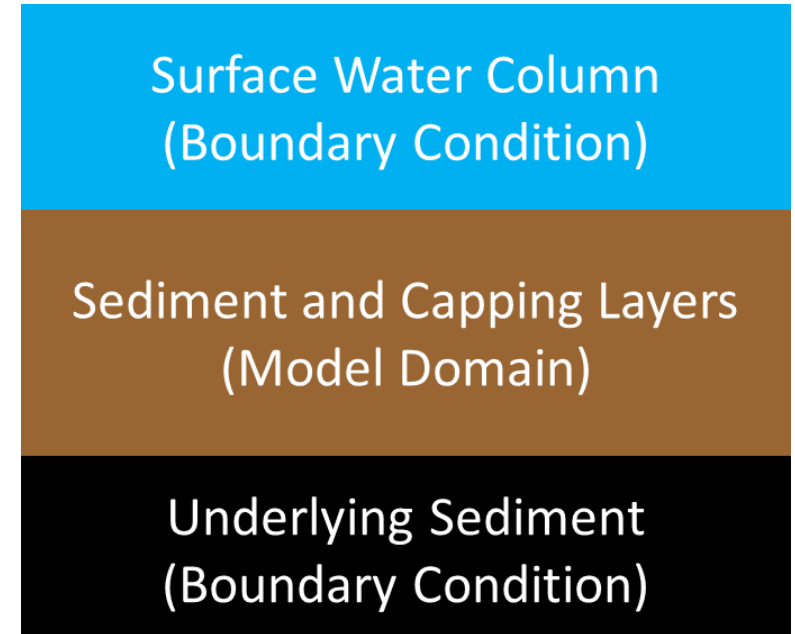 Surface Water Column
(Boundary Condition)
Sediment and Capping Layers
(Model Domain)
Underlying Sediment
(Boundary Condition)